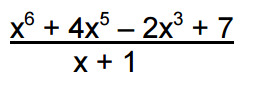 x⁶ + 4x⁵ – 2x³ + 7
x + 1